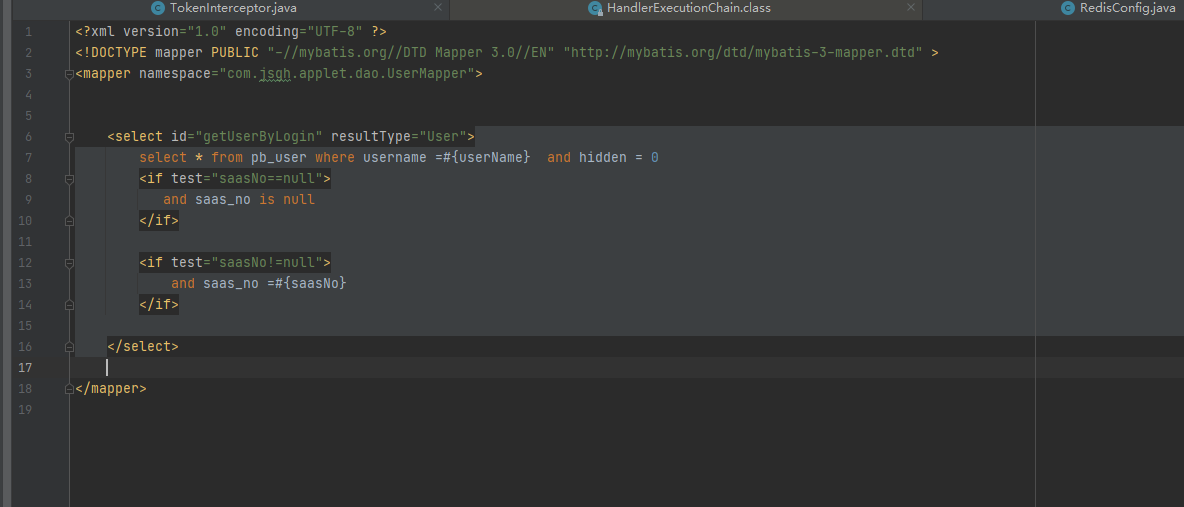 TokenInterceptor.java HandlerExecutionChain.class RedisConfig.java
1 <?xml version="1.0" encoding="UTF-8" ?>
2 <!DOCTYPE mapper PUBLIC "-//mybatis.org//DTD Mapper 3.0//EN" "http://mybatis.org/dtd/mybatis-3-mapper.dtd" >
3 <mapper namespace="com.jsgh.applet.dao.UserMapper">
4
5
6 <select id="getUserByLogin" resultType="User">
7 select * from pb_user where username =#{userName}  and hidden = 0
8 <if test="saasNo==null">
9 and saas_no is null
10 </if>
11
12 <if test="saasNo!=null">
13 and saas_no =#{saasNo}
14 </if>
15
16 </select>
17
18 </mapper>
19